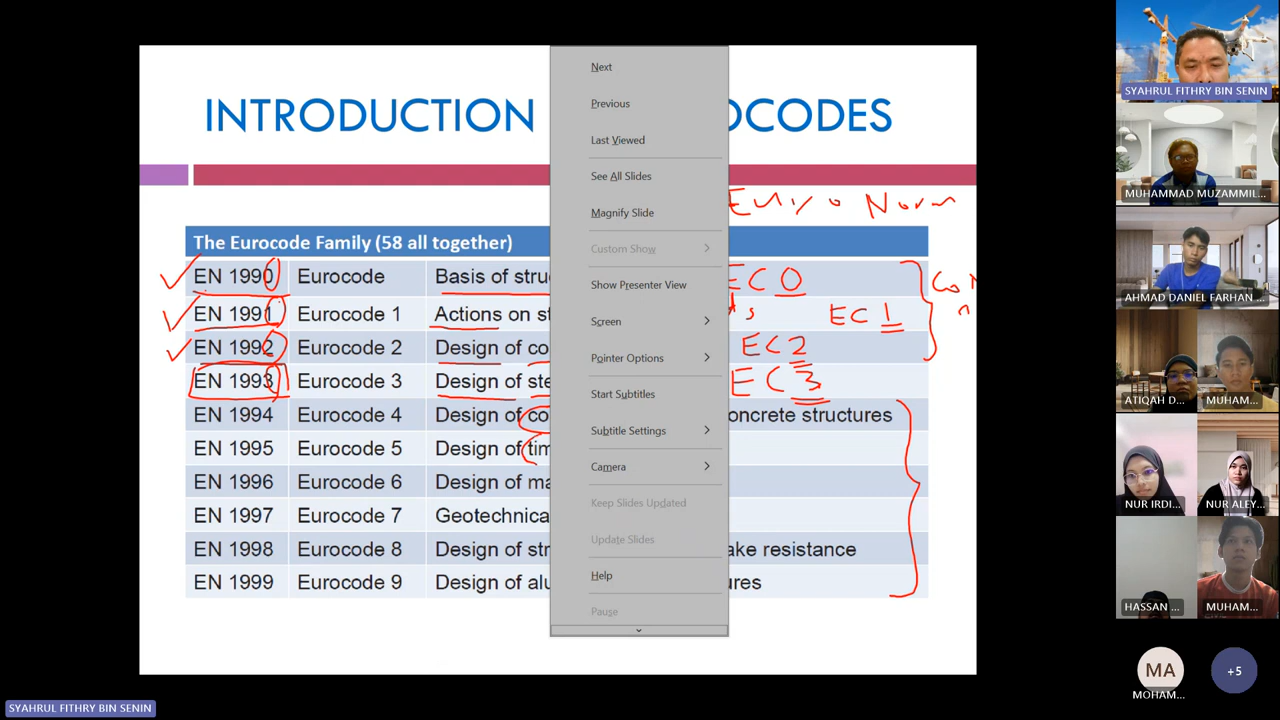 INTRODUCTION OCODES
Euro Norm
The Eurocode Family (58 all together)
EN 1990 Eurocode Basis of stru EC 0
EN 1991 Eurocode 1 Actions on st EC 1
EN 1992 Eurocode 2 Design of co EC 2
EN 1993 Eurocode 3 Design of ste EC 3
EN 1994 Eurocode 4 Design of co oncrete structures
EN 1995 Eurocode 5 Design of tim
EN 1996 Eurocode 6 Design of ma
EN 1997 Eurocode 7 Geotechnica
EN 1998 Eurocode 8 Design of str ake resistance
EN 1999 Eurocode 9 Design of alu ures
Next
Previous
Last Viewed
See All Slides
Magnify Slide
Custom Show
Show Presenter View
Screen
Pointer Options
Start Subtitles
Subtitle Settings
Camera
Keep Slides Updated
Update Slides
Help
Pause
SYAHRUL FITHRY BIN SENIN
MUHAMMAD MUZAMMIL...
AHMAD DANIEL FARHAN ...
ATIQAH D... MUHAM...
NUR IRDI... NUR ALEY...
HASSAN ... MUHAM...
MA +5
MOHAM...
SYAHRUL FITHRY BIN SENIN